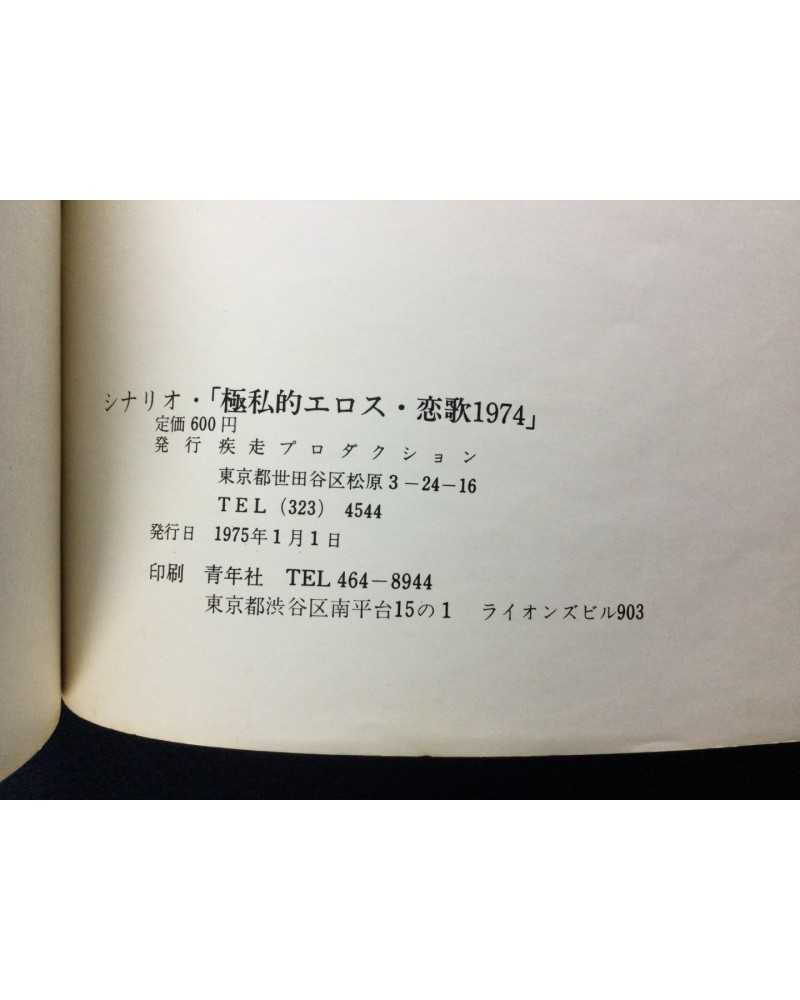 シナリオ・「極私的エロス・恋歌1974」
定価 600 円
発 行 疾走プロダクション
東京都世田谷区松原 3 −24−16
TEL (323) 4544
発行日 1975年1月1日
印刷 青年社 TEL 464−8944
東京都渋谷区南平台15の1 ライオンズビル903